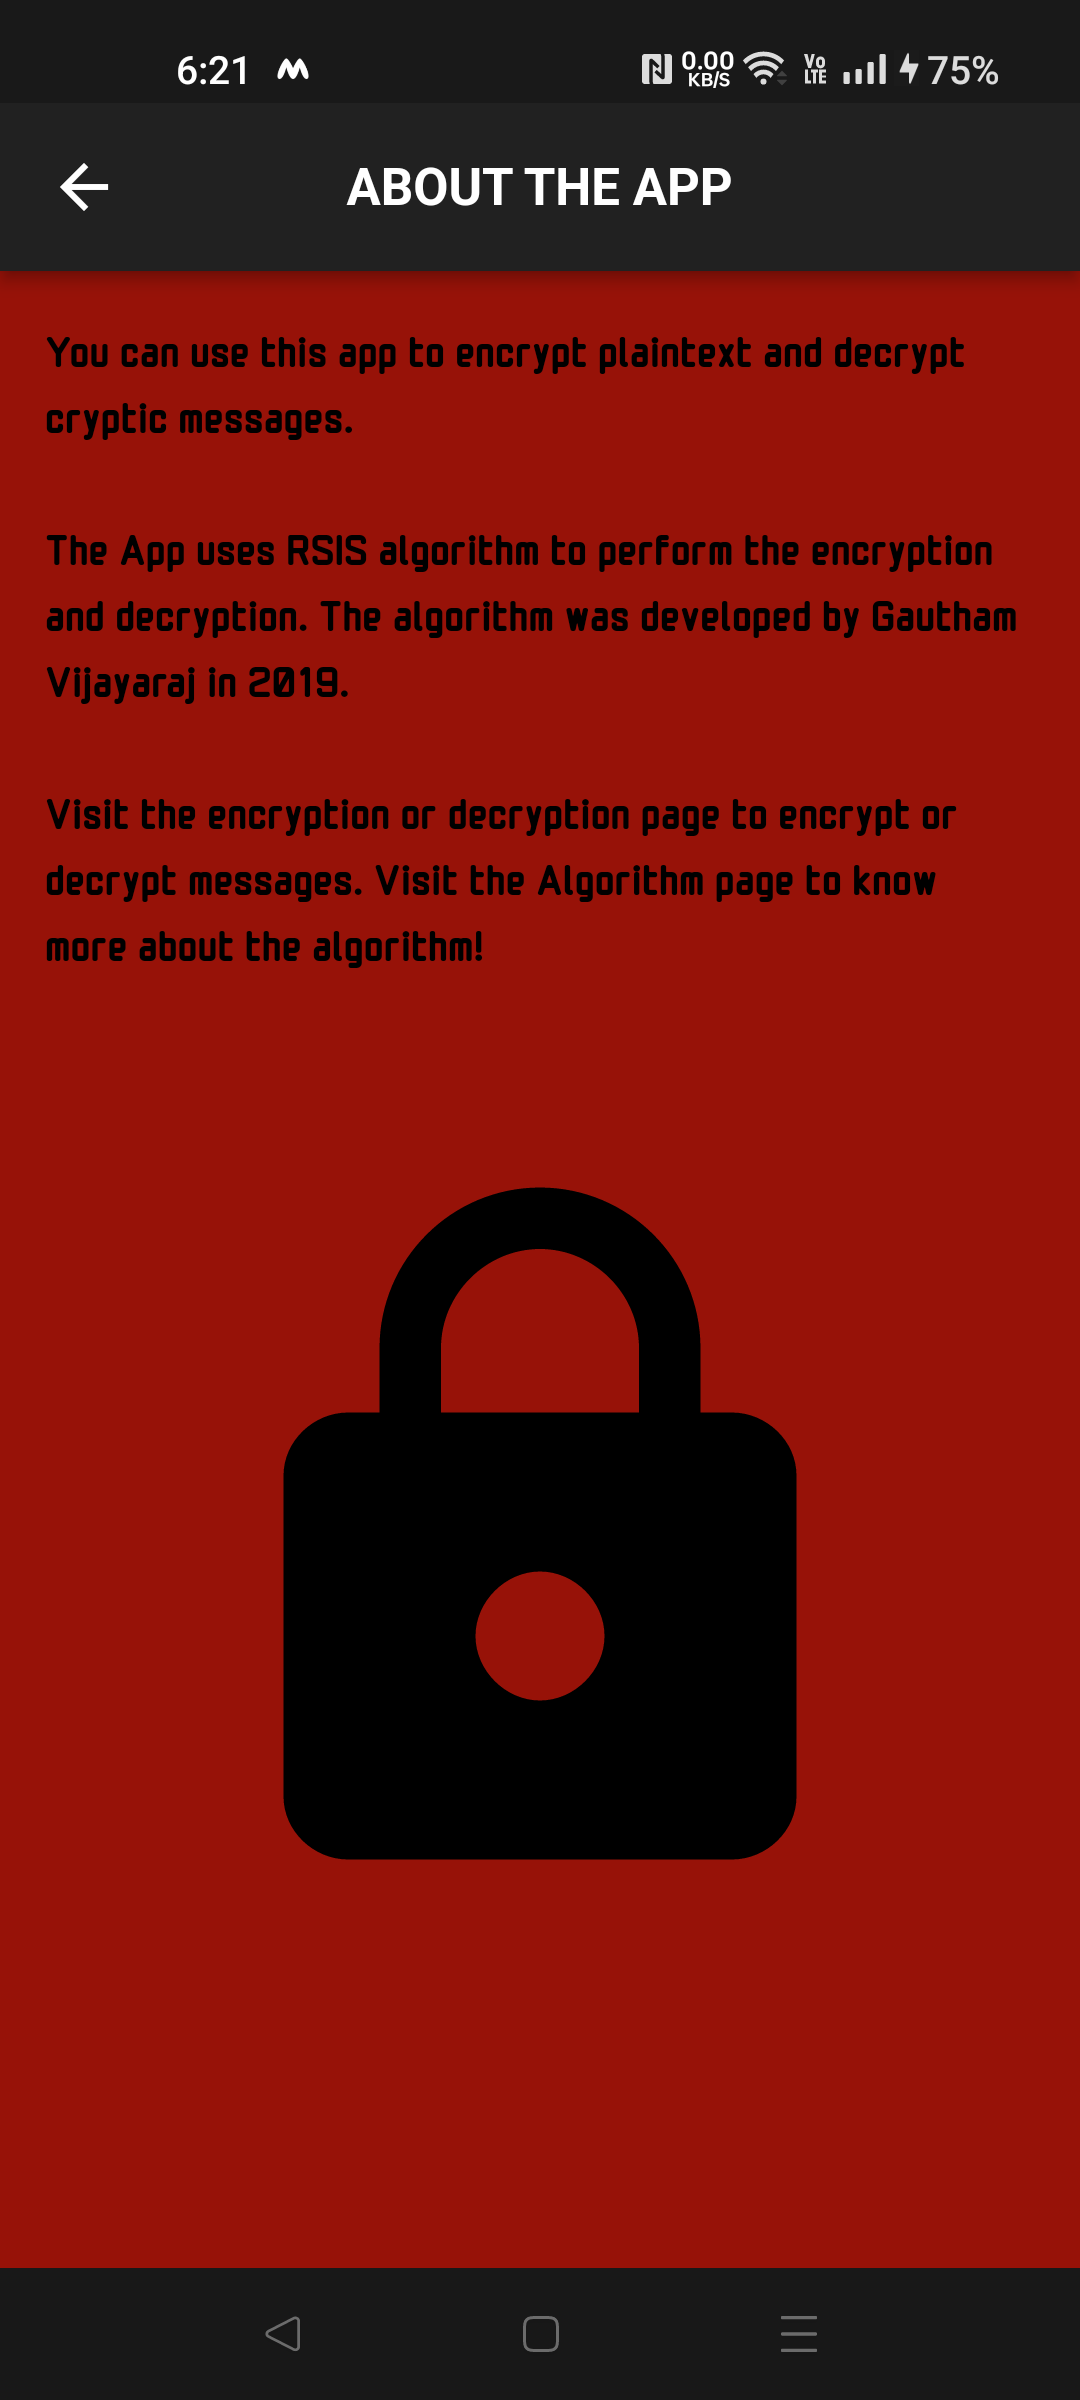 6:21
0.00
KB/S
Vo
LTE
75%
ABOUT THE APP
You can use this app to encrypt plaintext and decrypt
cryptic messages.
The App uses RSIS algorithm to perform the encryption
and decryption. The algorithm was developed by Gautham
Vijayaraj in 2019.
Visit the encryption or decryption page to encrypt or
decrypt messages. Visit the Algorithm page to know
more about the algorithm!